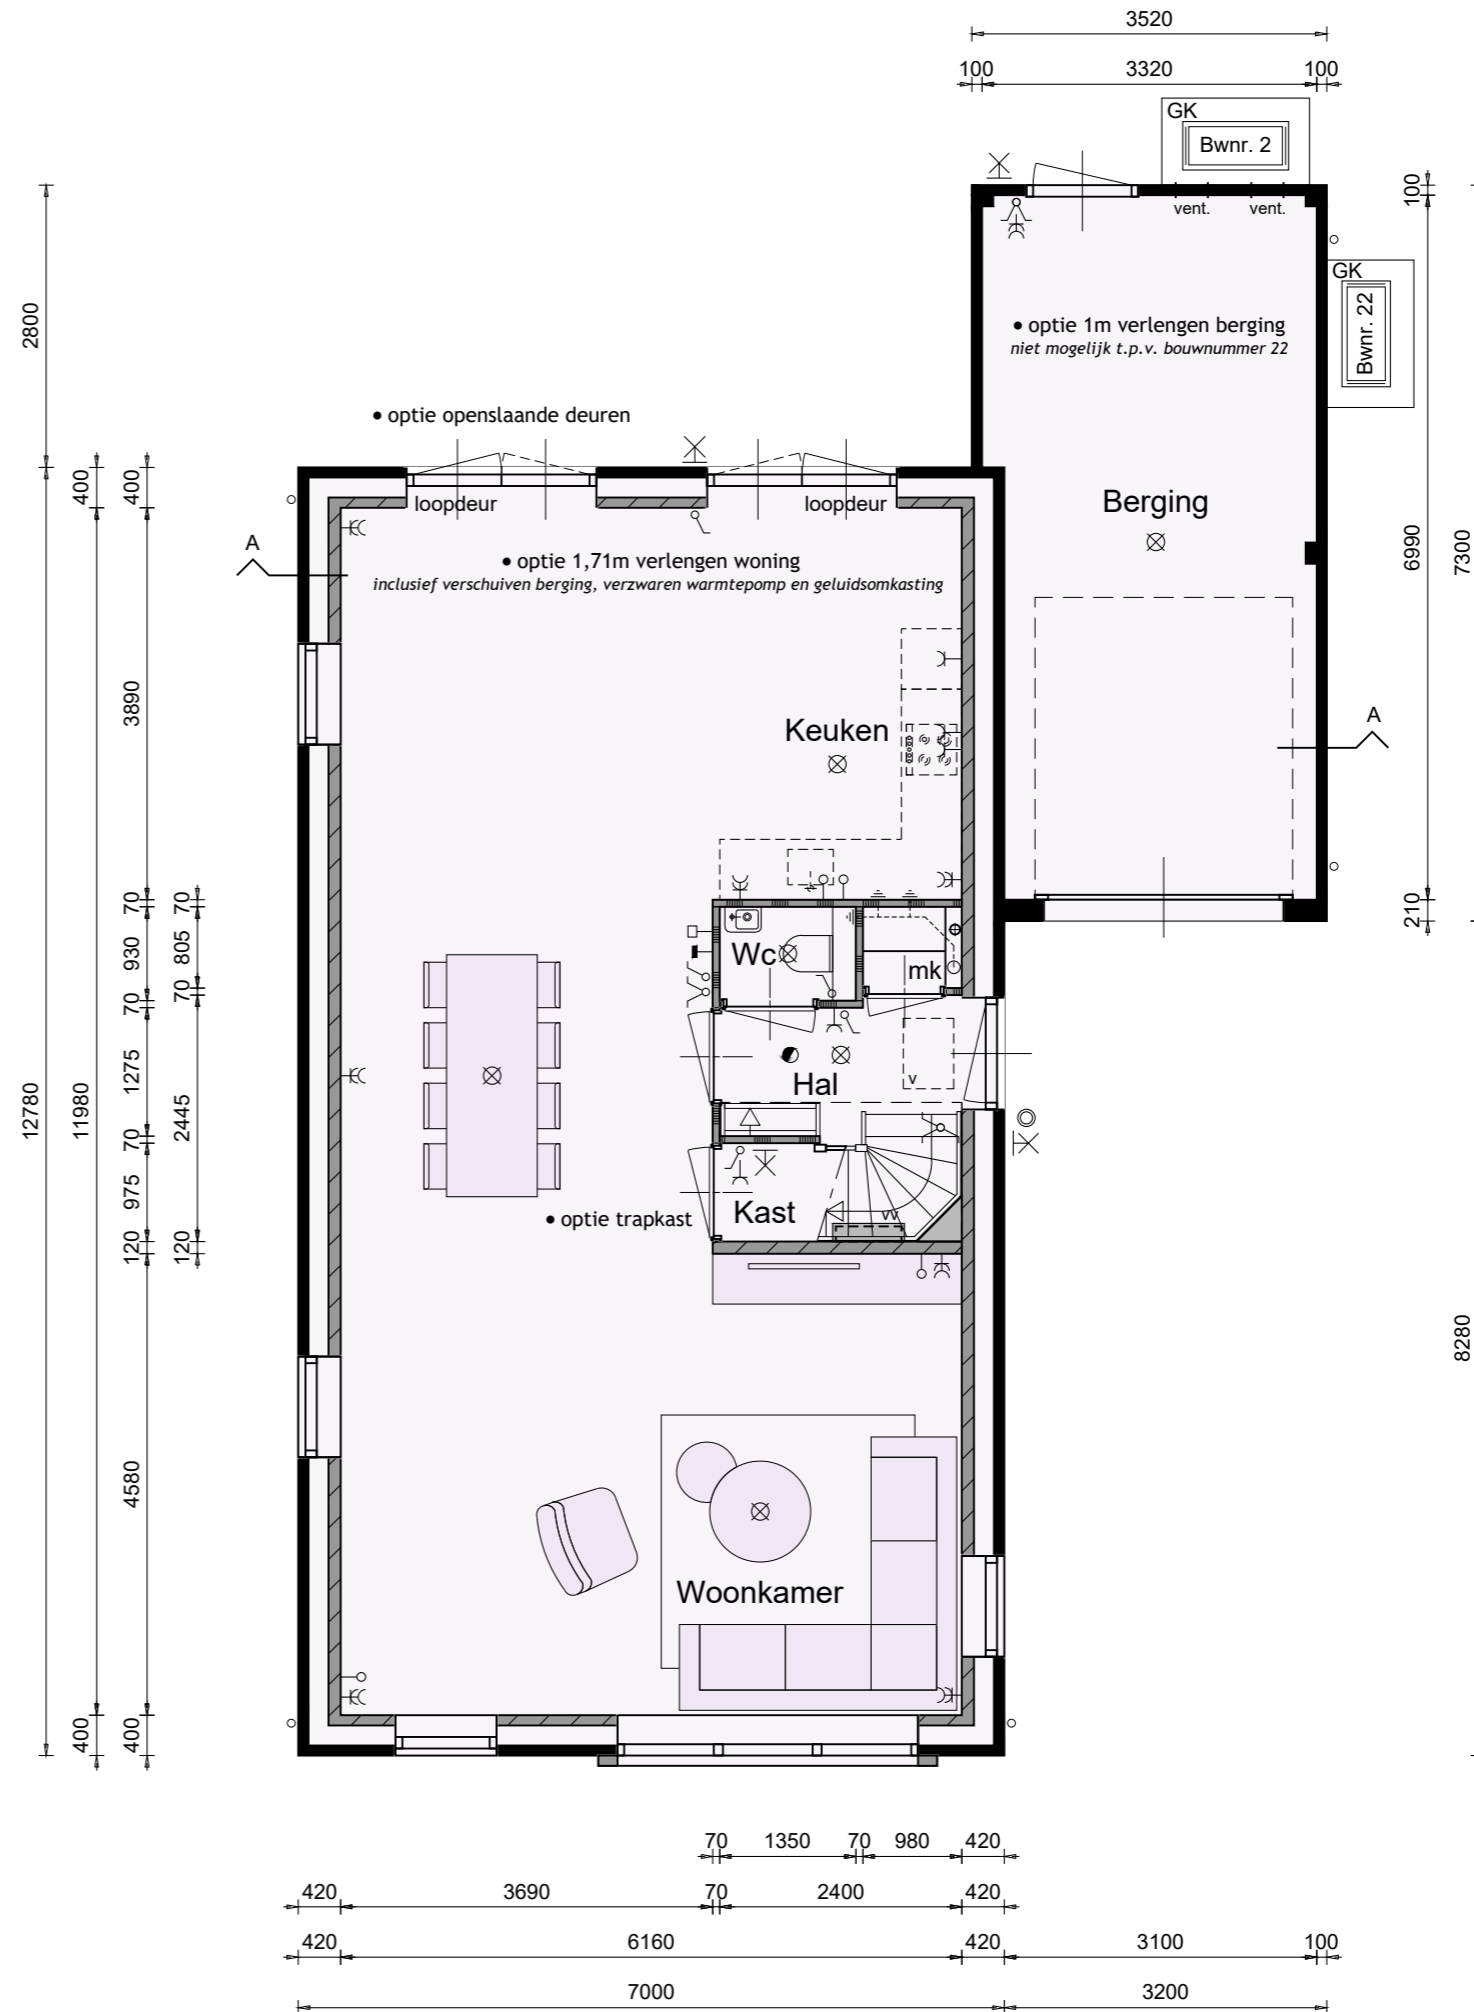 3520
100 3320 100
GK
Bwnr. 2
vent. vent.
100
GK
Bwnr. 22
2800
• optie 1m verlengen berging
niet mogelijk t.p.v. bouwnummer 22
• optie openslaande deuren
400 400
loopdeur loopdeur
Berging
A
• optie 1,71m verlengen woning
inclusief verschuiven berging, verzwaren warmtepomp en geluidsomkasting
6990
7300
3890
Keuken
A
70 70
210
930 805
Wc
mk
70 70
12780 11980 1275 2445
Hal
v
70
975
Kast
vv
• optie trapkast
120 120
8280
4580
Woonkamer
400 400
70 1350 70 980 420
420 3690 70 2400 420
420 6160 420 3100 100
7000 3200